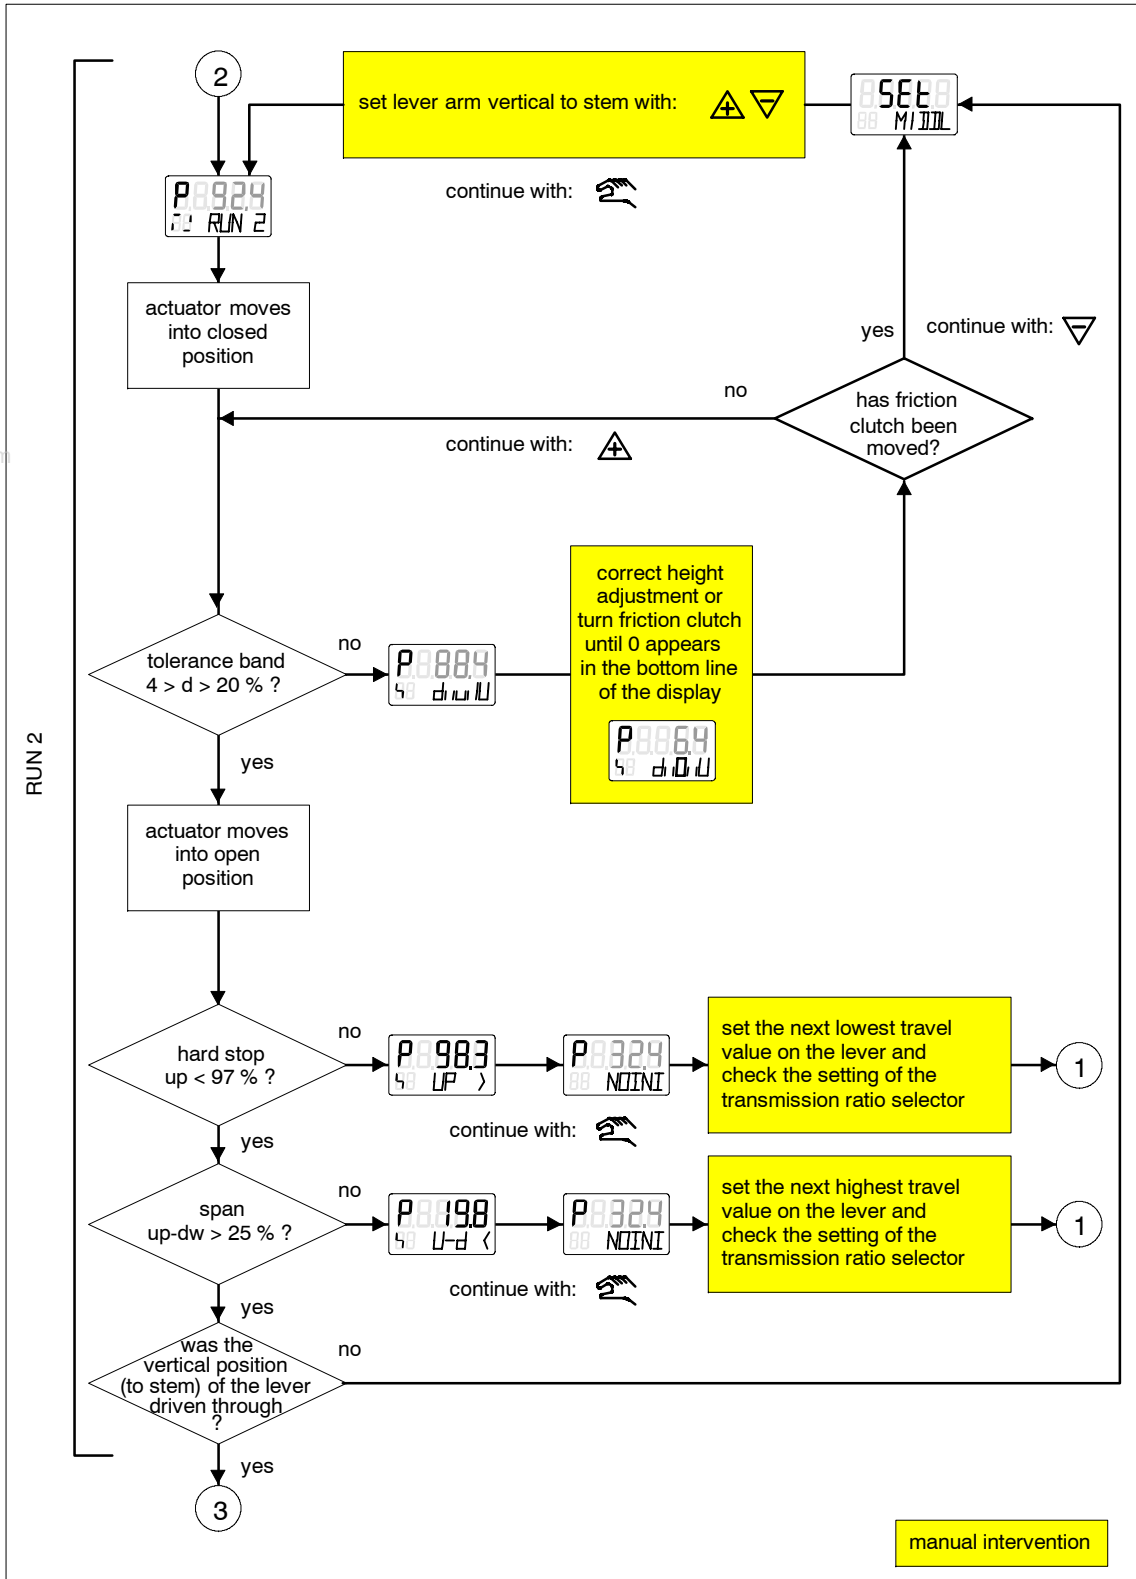 2
set lever arm vertical to stem with:
SEt
MIDDL
continue with:
P 92.4
RUN 2
actuator moves
into closed
position
yes
continue with:
no
has friction
clutch been
moved?
continue with:
correct height
adjustment or
turn friction clutch
until 0 appears
in the bottom line
of the display
P 6.4
tolerance band
4 > d > 20 % ?
no
P 88.4
RUN 2
yes
actuator moves
into open
position
hard stop
up < 97 % ?
no
P 98.3
UP >
P 32.4
NOINI
set the next lowest travel
value on the lever and
check the setting of the
transmission ratio selector
1
continue with:
yes
span
up-dw > 25 % ?
no
P 19.8
U-d <
P 32.4
NOINI
set the next highest travel
value on the lever and
check the setting of the
transmission ratio selector
1
continue with:
yes
was the
vertical position
(to stem) of the lever
driven through
?
no
yes
3
manual intervention